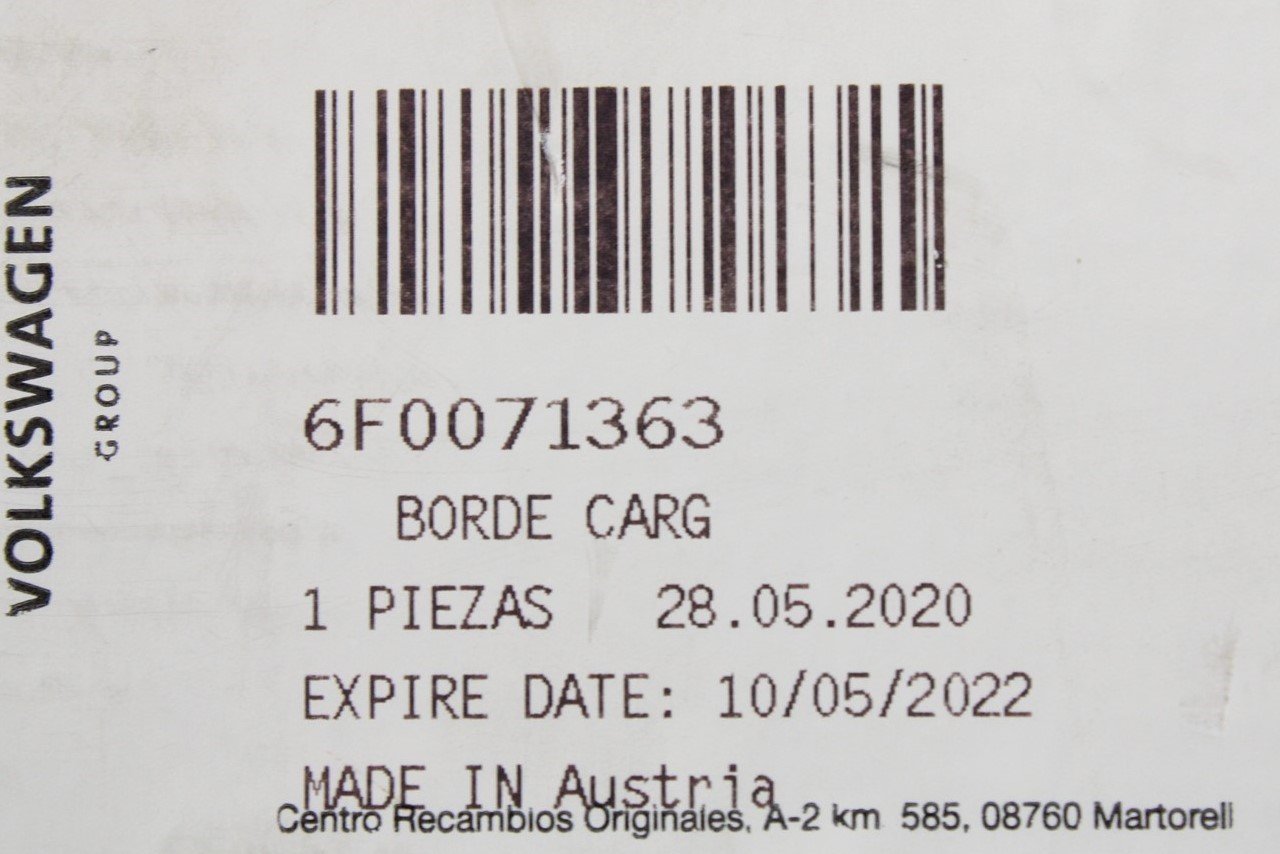 VOLKSWAGEN
GROUP
6F0071363
BORDE CARG
1 PIEZAS 28.05.2020
EXPIRE DATE: 10/05/2022
MADE IN Austria
Centro Recambios Originales, A-2 km 585, 08760 Martorell